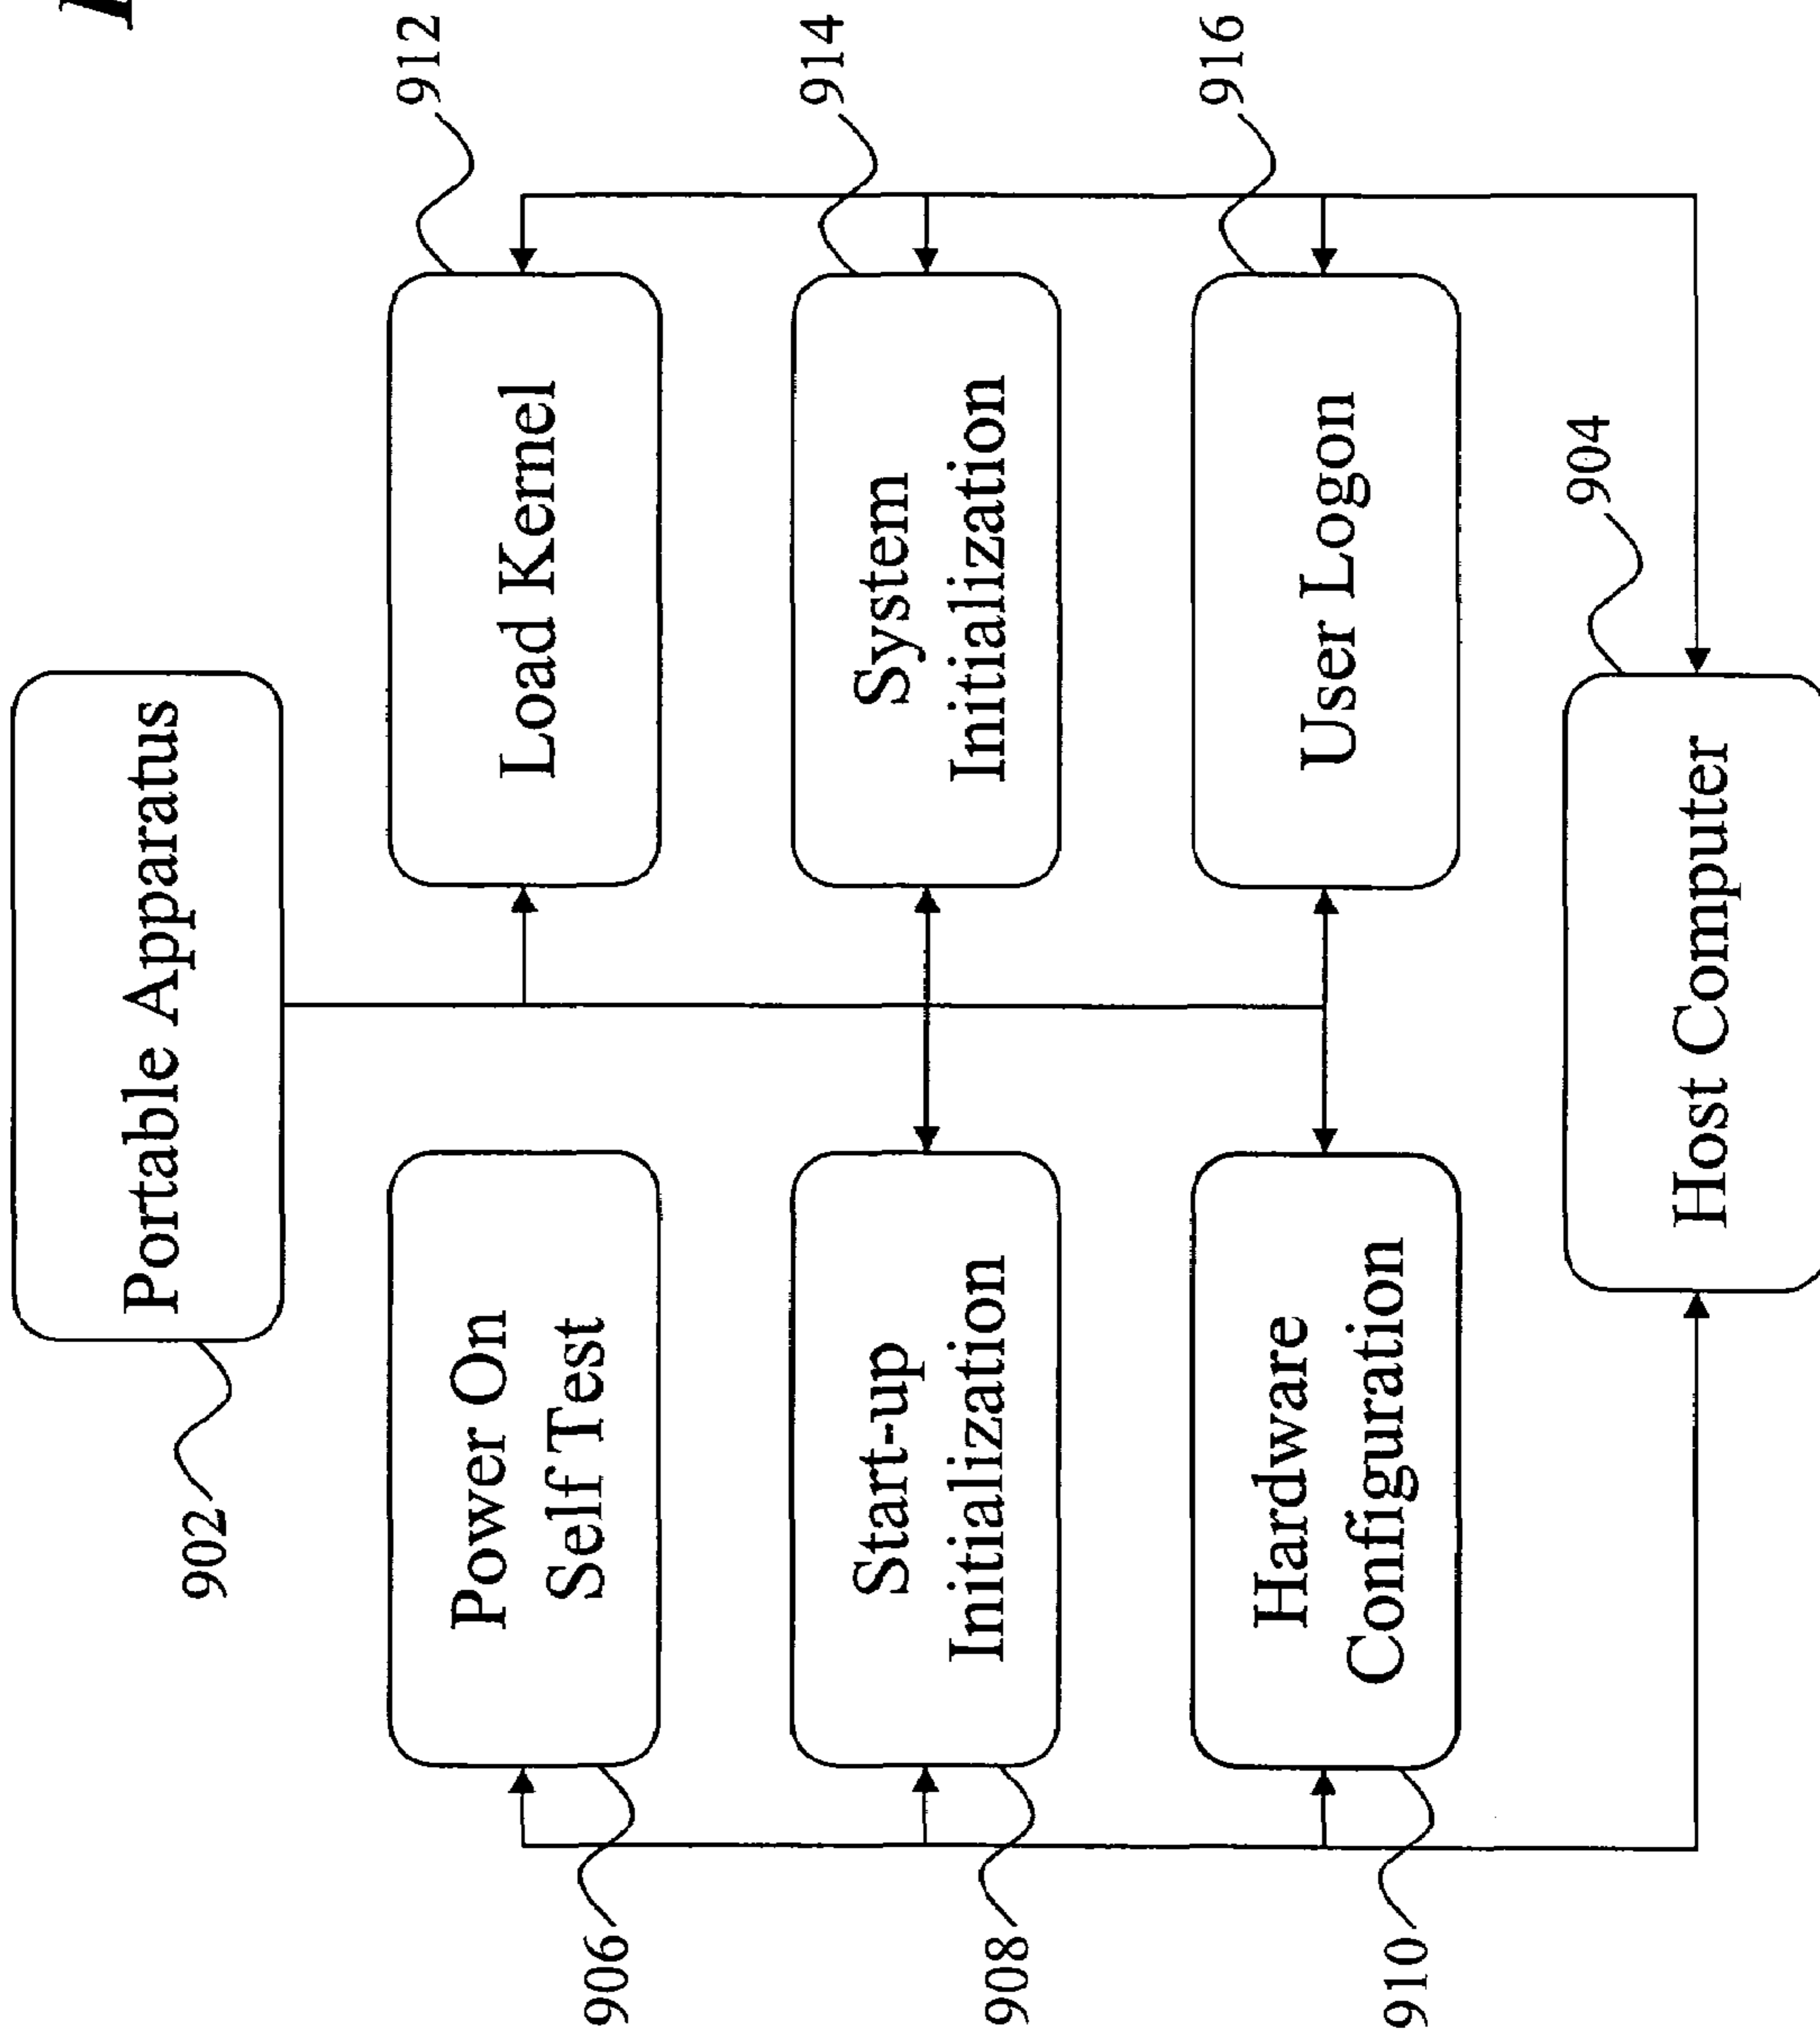 Portable Apparatus
902
912
Power On
Self Test
Load Kernel
906
914
Start-up
Initialization
System
Initialization
908
916
Hardware
Configuration
User Logon
910
904
Host Computer